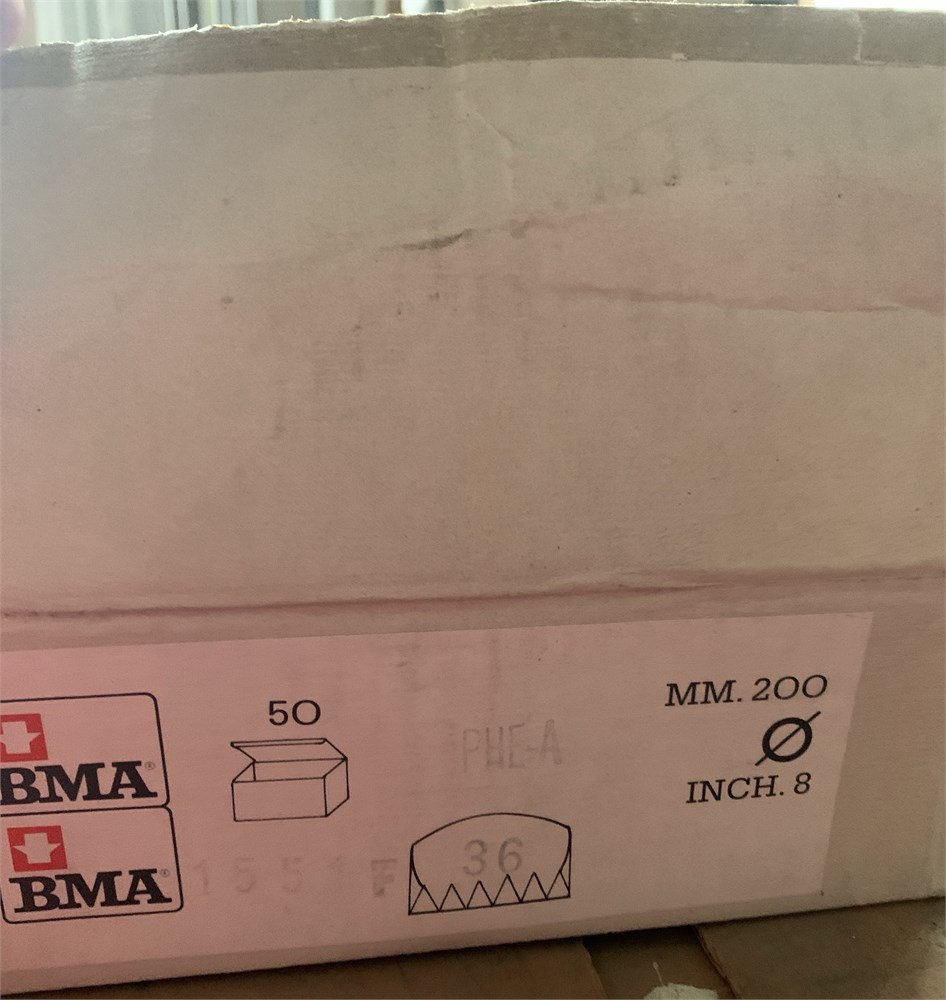 BMA®
BMA®
50
PHE-A
1551F
36
MM. 200
Ø
INCH. 8